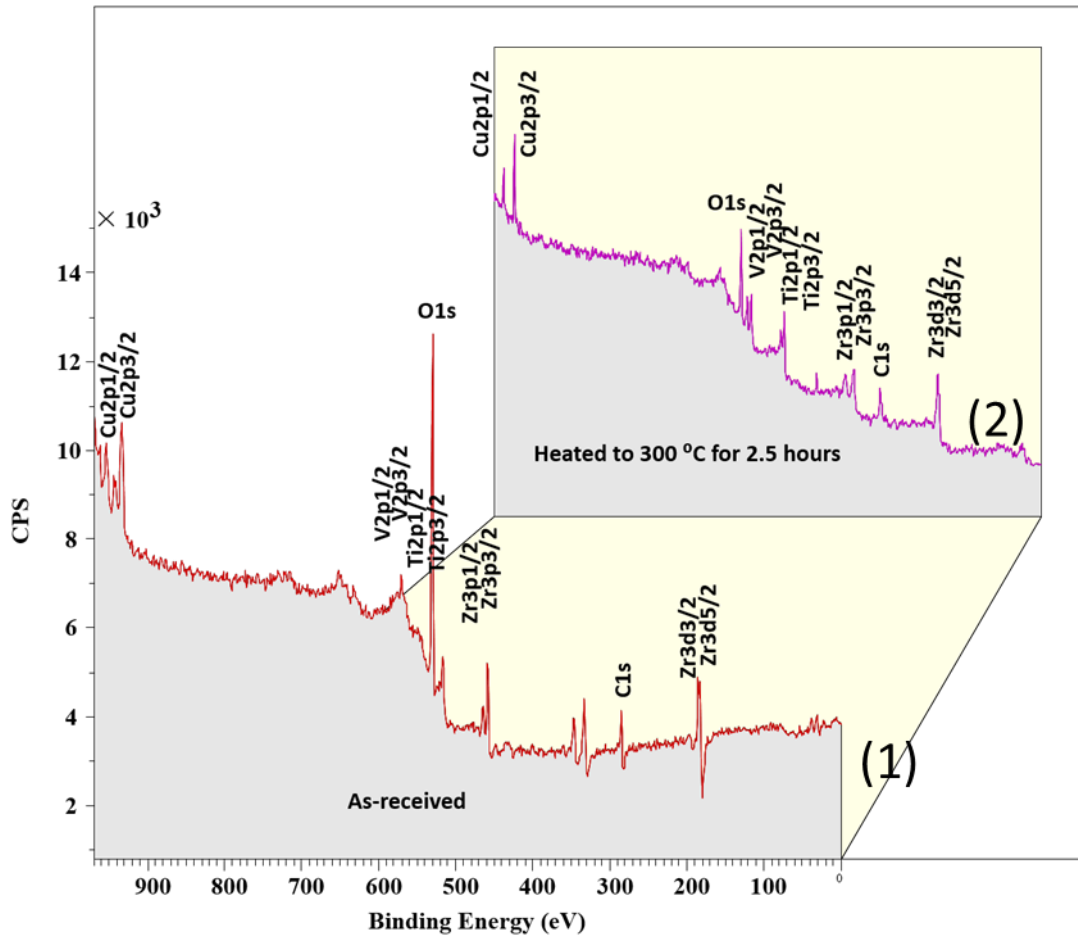 Cu2p1/2
Cu2p3/2
O1s
V2p1/2
V2p3/2
Ti2p1/2
Ti2p3/2
Zr3p1/2
Zr3p3/2
C1s
Zr3d3/2
Zr3d5/2
(2)
Heated to 300 °C for 2.5 hours
× 10³
14
12
10
8
6
4
2
CPS
Cu2p1/2
Cu2p3/2
O1s
V2p1/2
V2p3/2
Ti2p1/2
Ti2p3/2
Zr3p1/2
Zr3p3/2
C1s
Zr3d3/2
Zr3d5/2
(1)
As-received
900 800 700 600 500 400 300 200 100 0
Binding Energy (eV)